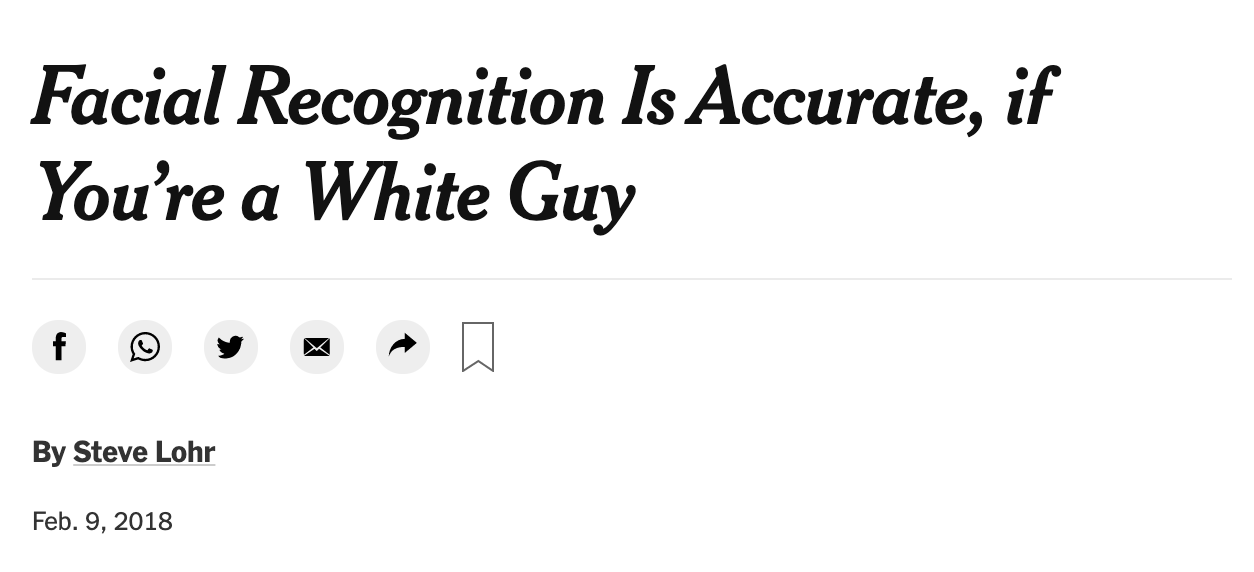 Facial Recognition Is Accurate, if
You’re a White Guy
By Steve Lohr
Feb. 9, 2018